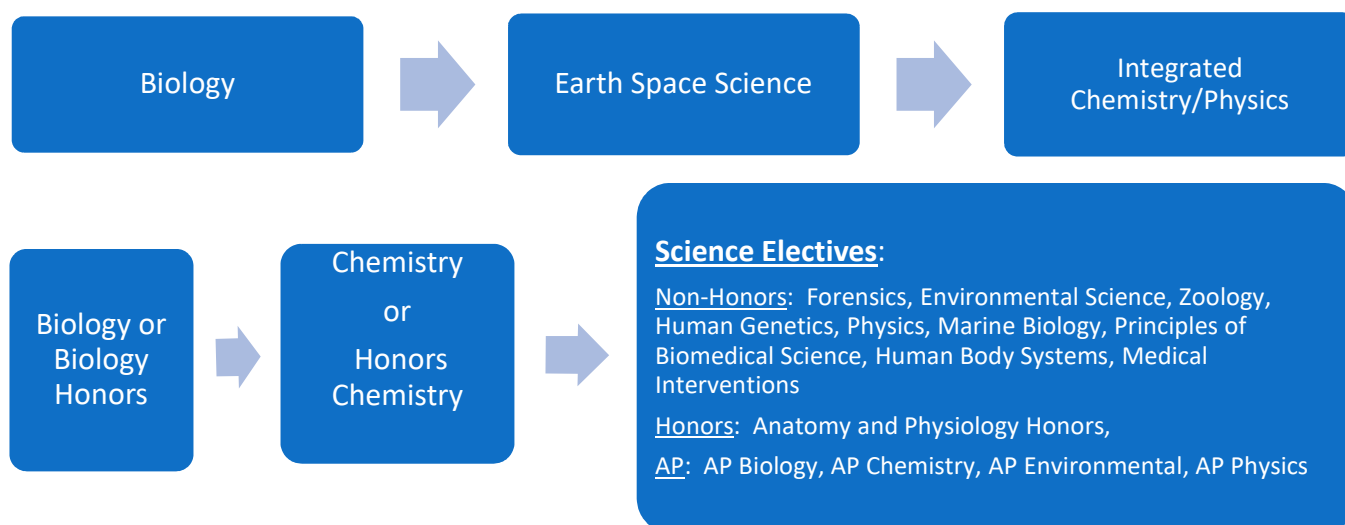 Biology
Earth Space Science
Integrated
Chemistry/Physics
Biology or
Biology
Honors
Chemistry
or
Honors
Chemistry
Science Electives:
Non-Honors: Forensics, Environmental Science, Zoology,
Human Genetics, Physics, Marine Biology, Principles of
Biomedical Science, Human Body Systems, Medical
Interventions
Honors: Anatomy and Physiology Honors,
AP: AP Biology, AP Chemistry, AP Environmental, AP Physics